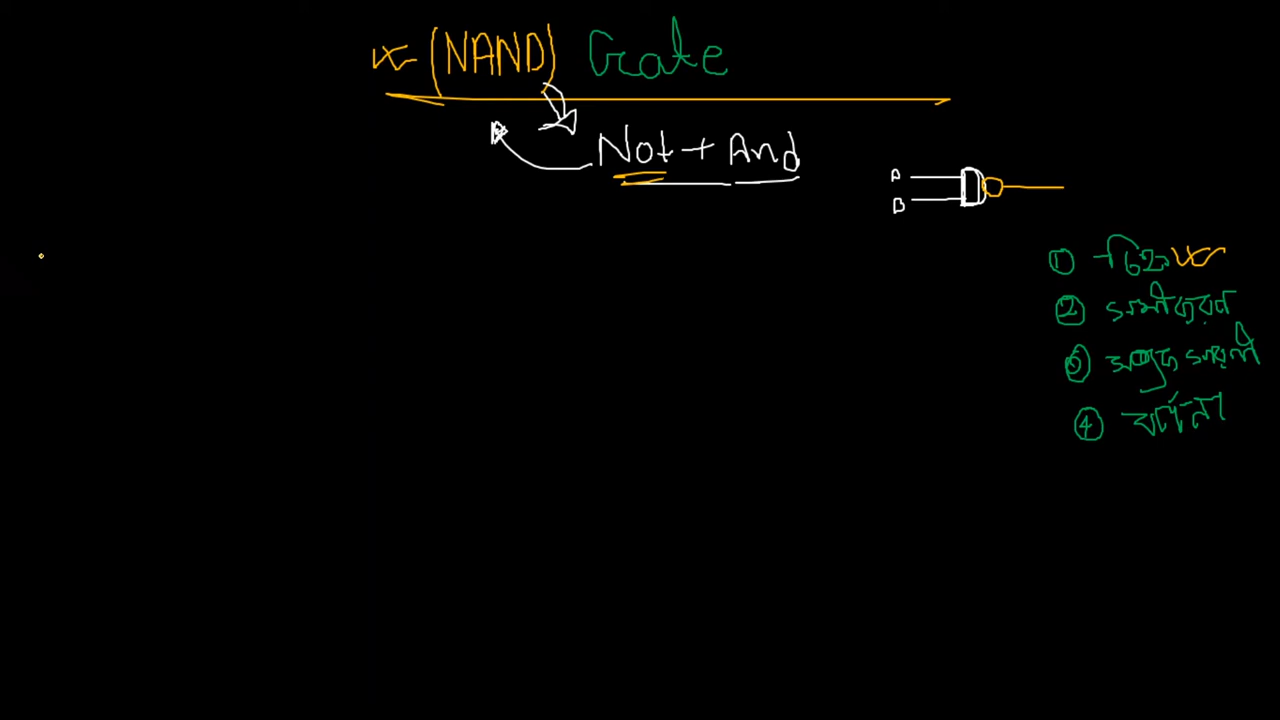 (NAND) Gate
Not + And
A
B
① চিহ্ন
② সমীকরণ
③ সত্যক সারণী
④ বর্ণনা